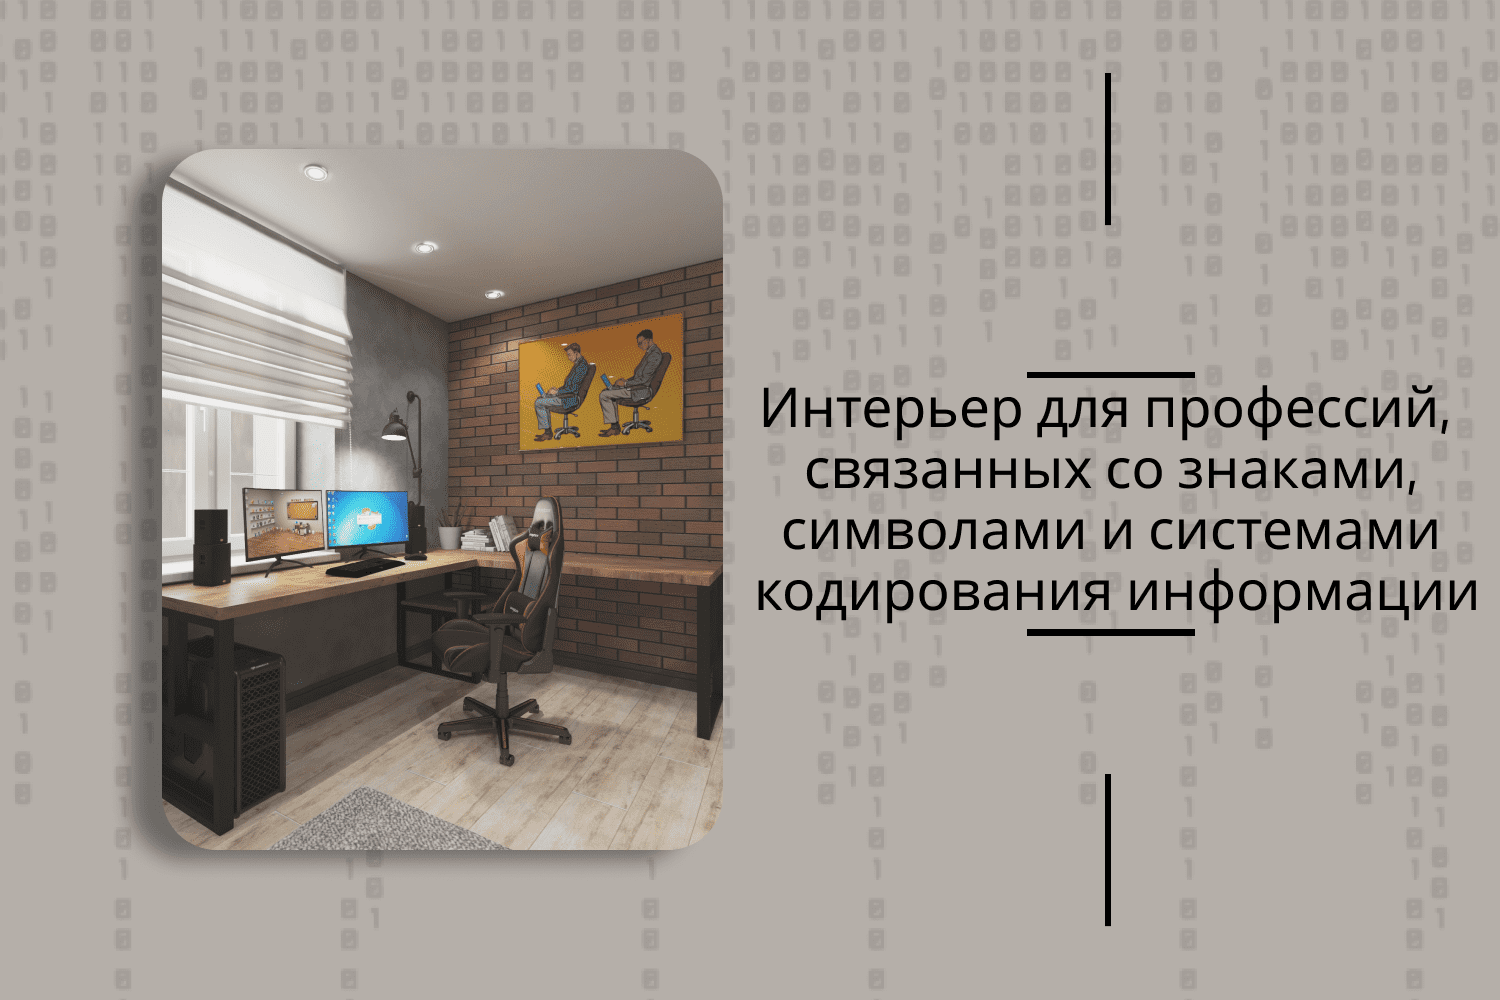 Интерьер для профессий,
связанных со знаками,
символами и системами
кодирования информации